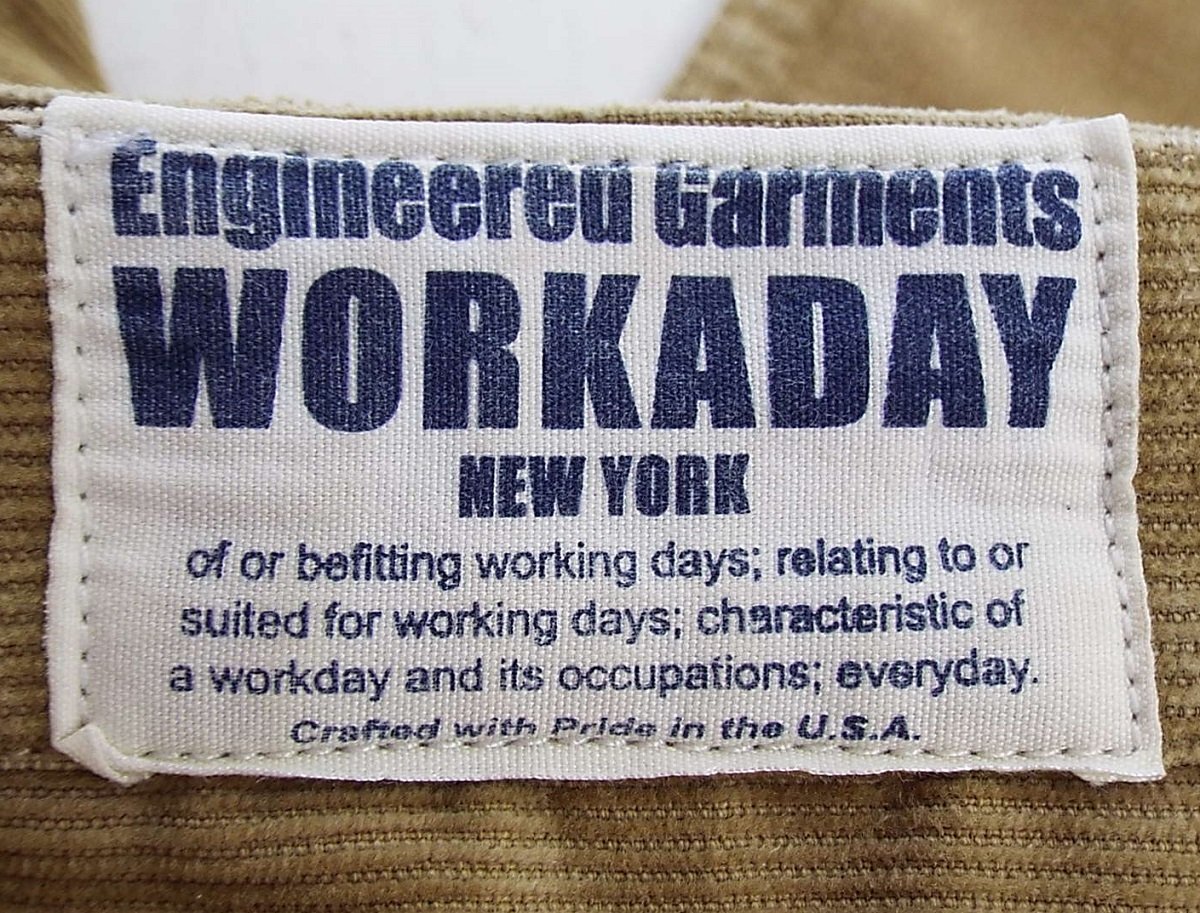 Engineered Garments
WORKADAY
NEW YORK
of or befitting working days; relating to or
suited for working days; characteristic of
a workday and its occupations; everyday.
Crafted with Pride in the U.S.A.